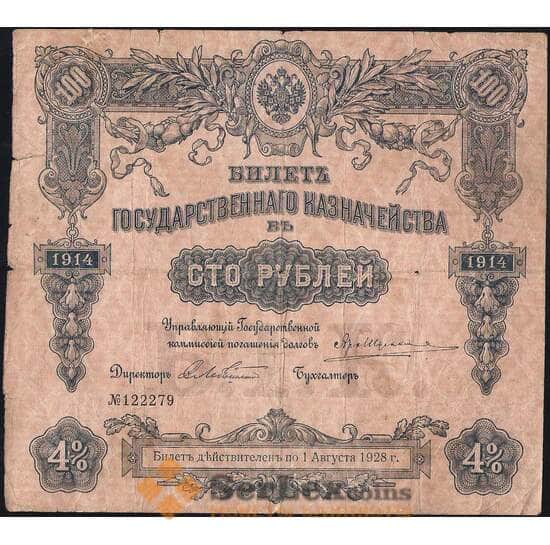 100
100
БИЛЕТЪ
ГОСУДАРСТВЕННАГО КАЗНАЧЕЙСТВА
ВЪ
1914
СТО РУБЛЕЙ
1914
Управляющій Государственной
коммиссіей погашенія долговъ
Директоръ
Бухгалтеръ
№122279
4%
Билетъ дѣйствителенъ по 1 Августа 1928 г.
4%